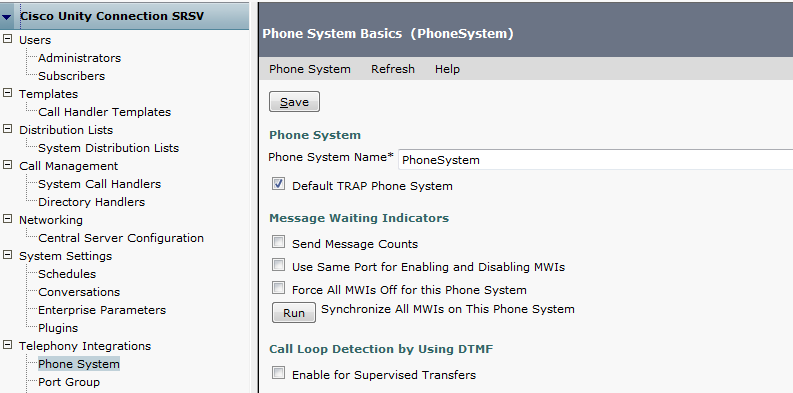 Cisco Unity Connection SRSV
Users
Administrators
Subscribers
Templates
Call Handler Templates
Distribution Lists
System Distribution Lists
Call Management
System Call Handlers
Directory Handlers
Networking
Central Server Configuration
System Settings
Schedules
Conversations
Enterprise Parameters
Plugins
Telephony Integrations
Phone System
Port Group
Phone System Basics (PhoneSystem)
Phone System Refresh Help
Save
Phone System
Phone System Name* PhoneSystem
Default TRAP Phone System
Message Waiting Indicators
Send Message Counts
Use Same Port for Enabling and Disabling MWIs
Force All MWIs Off for this Phone System
Run Synchronize All MWIs on This Phone System
Call Loop Detection by Using DTMF
Enable for Supervised Transfers